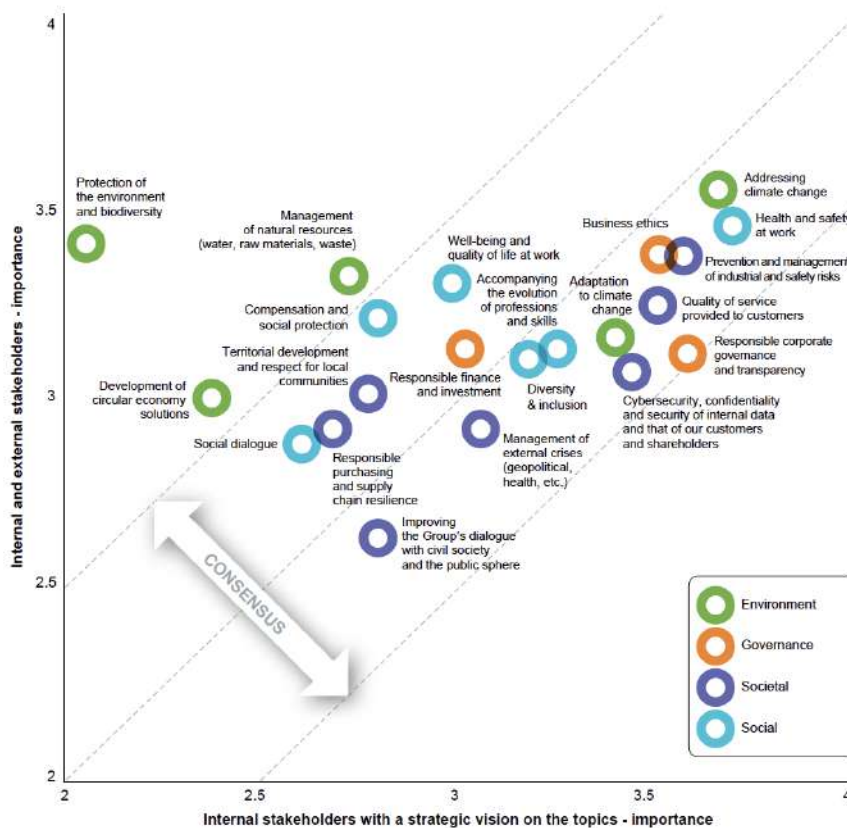 4
3.5
3
2.5
2
2
2.5
3
3.5
4
Internal and external stakeholders - importance
Internal stakeholders with a strategic vision on the topics - importance
Protection of
the environment
and biodiversity
Management
of natural resources
(water, raw materials, waste)
Compensation and
social protection
Territorial development
and respect for local
communities
Development of
circular economy
solutions
Social dialogue
Responsible
purchasing
and supply
chain resilience
Improving
the Group's dialogue
with civil society
and the public sphere
Well-being and
quality of life at work
Accompanying
the evolution
of professions
and skills
Responsible finance
and investment
Diversity
& inclusion
Management of
external crises
(geopolitical,
health, etc.)
Business ethics
Adaptation
to climate
change
Addressing
climate change
Health and safety
at work
Prevention and management
of industrial and safety risks
Quality of service
provided to customers
Responsible corporate
governance
and transparency
Cybersecurity, confidentiality
and security of internal data
and that of our customers
and shareholders
CONSENSUS
Environment
Governance
Societal
Social